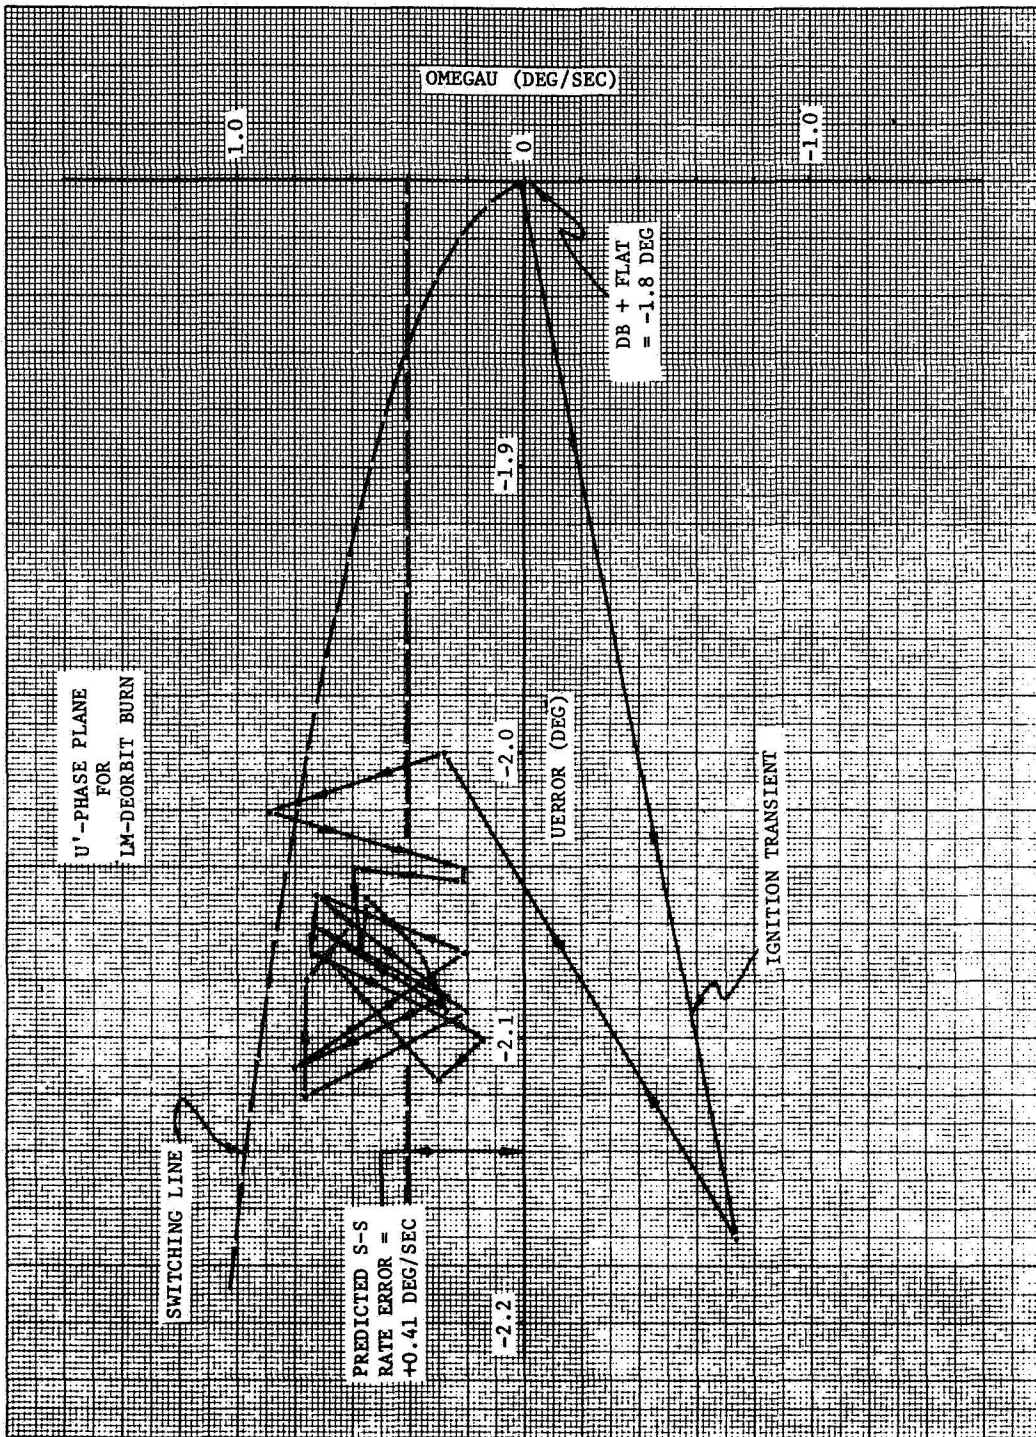 U'-PHASE PLANE
FOR
LM-DEORBIT BURN
OMEGAU (DEG/SEC)
1.0
0
-1.0
SWITCHING LINE
PREDICTED S-S
RATE ERROR =
+0.41 DEG/SEC
-2.2
-2.1
-2.0
-1.9
UERROR (DEG)
DB + FLAT
= -1.8 DEG
IGNITION TRANSIENT